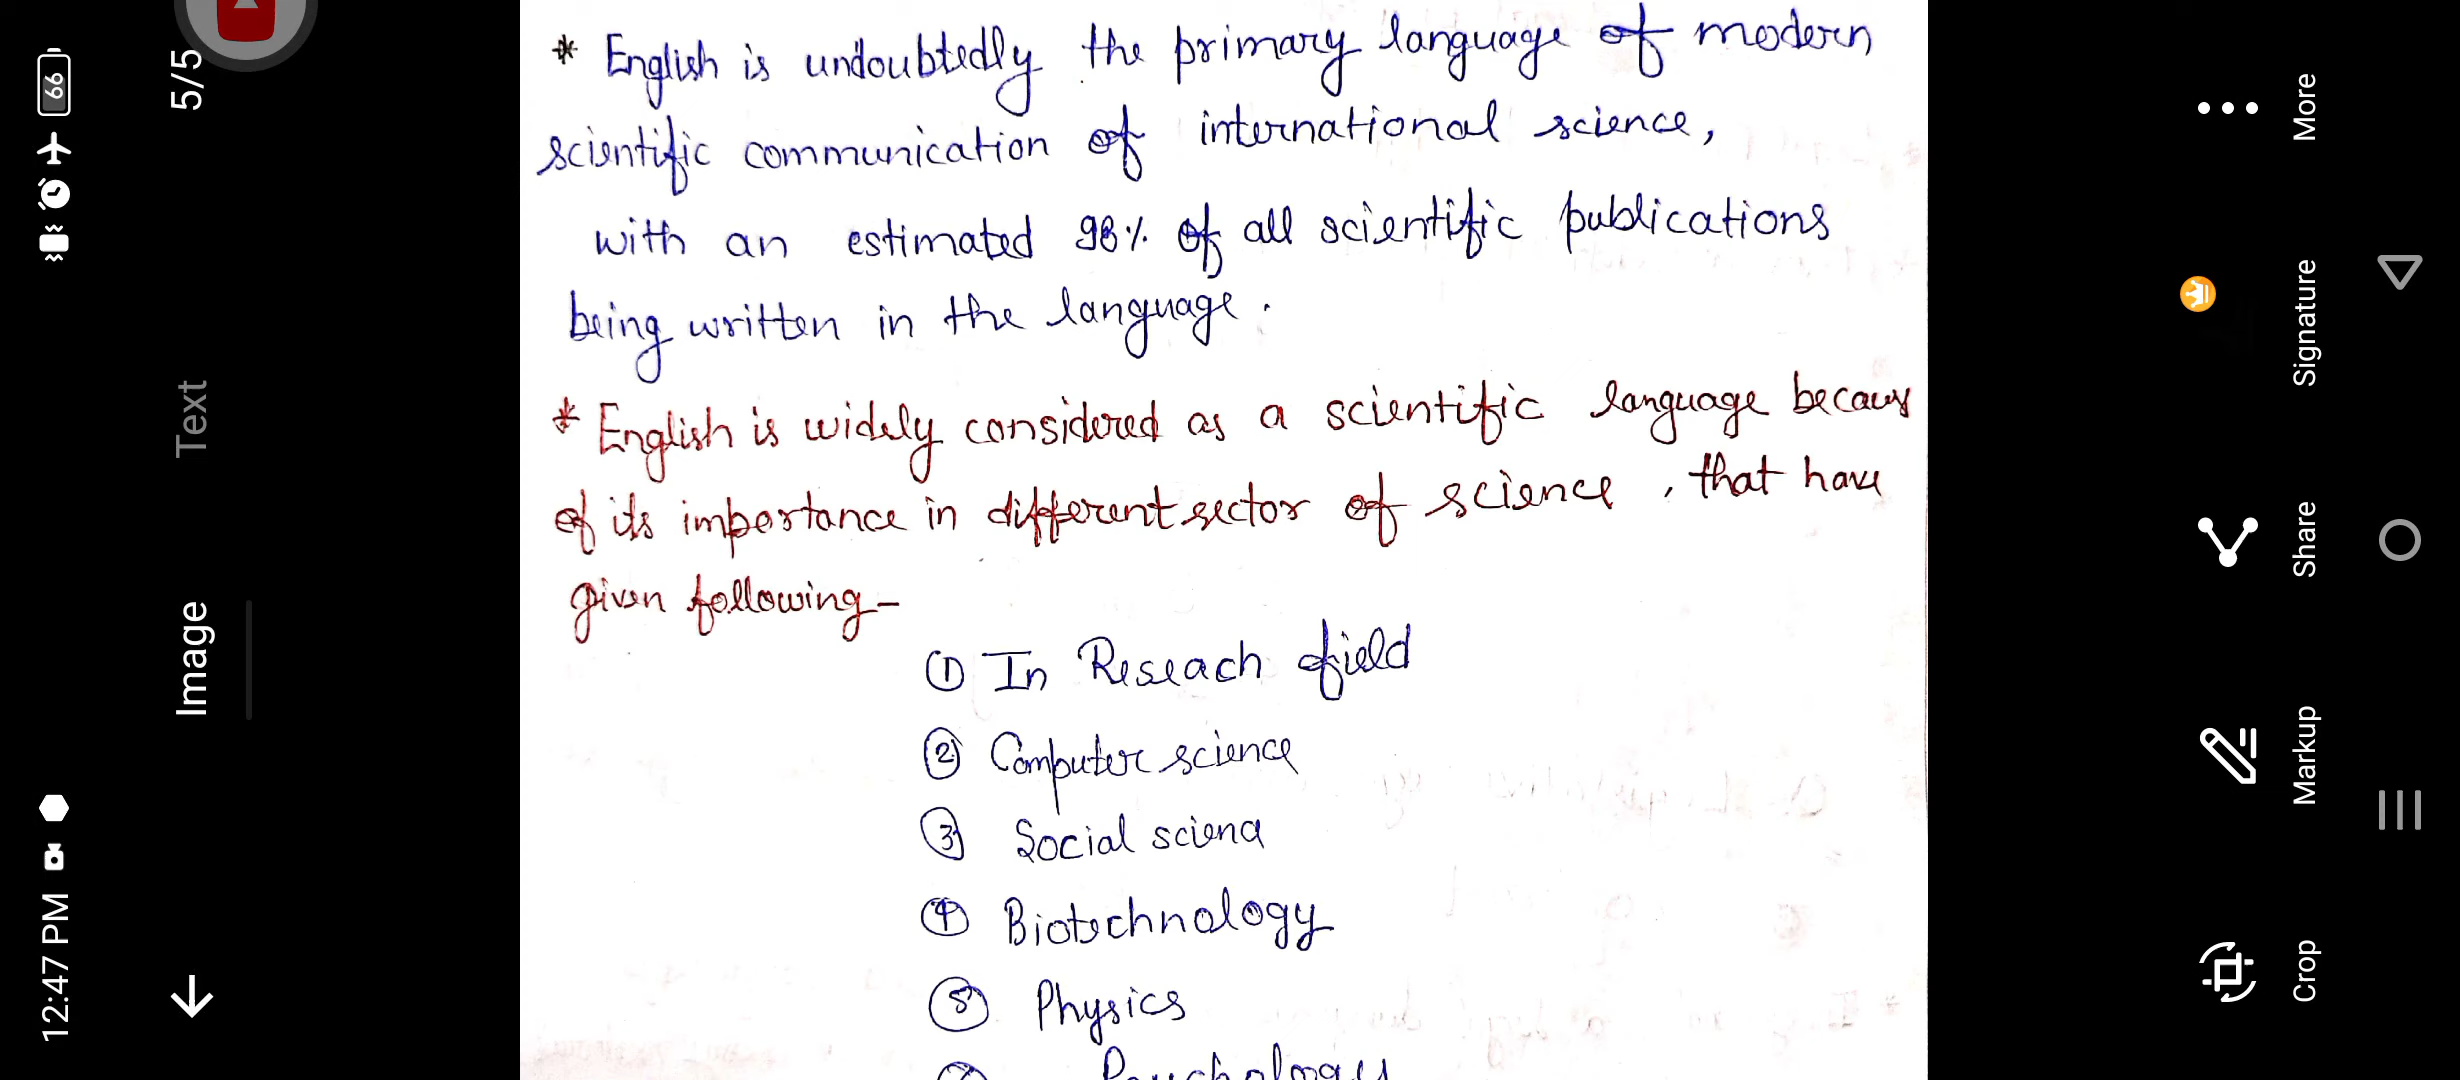 * English is undoubtedly the primary language of modern
scientific communication of international science,
with an estimated 98% of all scientific publications
being written in the language.
* English is widely considered as a scientific language becaus
of its importance in different sector of science, that have
given following-
① In Reseach field
② Computer science
③ Social science
④ Biotechnology
⑤ Physics
Psychology
12:47 PM
66
5/5
Text
Image
More
Signature
Share
Markup
Crop